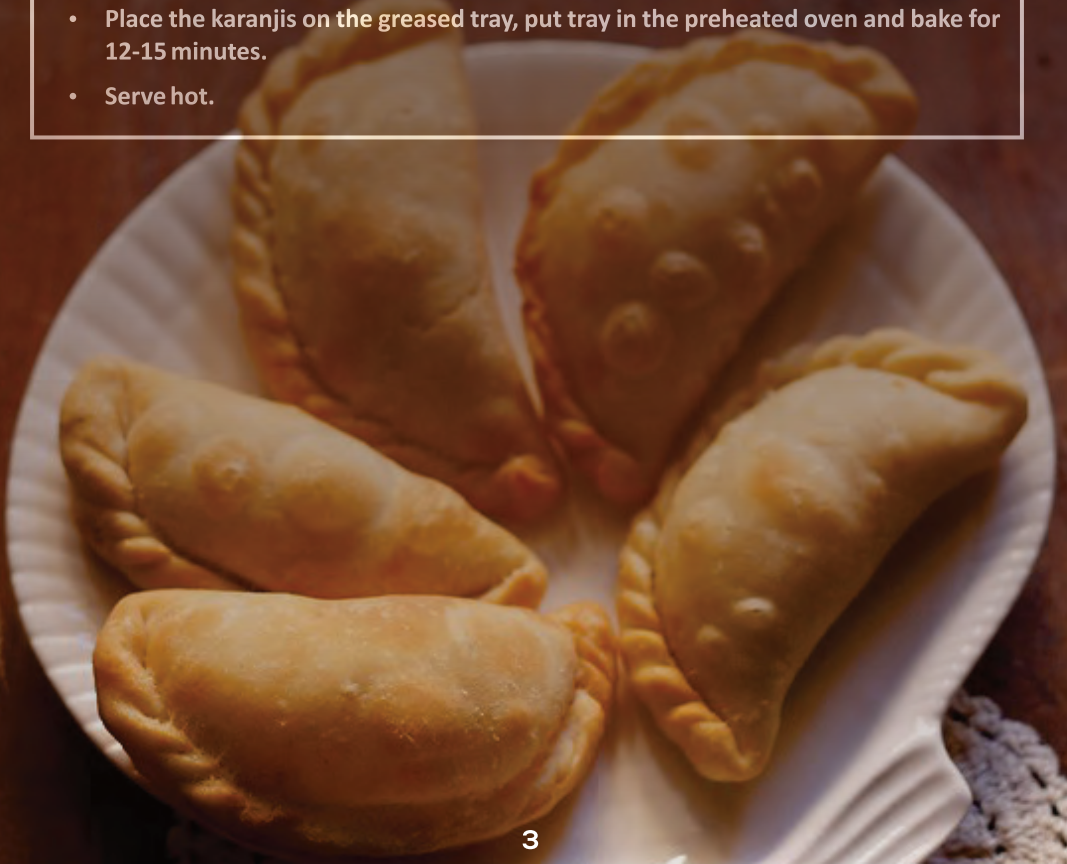 • Place the karanjis on the greased tray, put tray in the preheated oven and bake for
12-15 minutes.
• Serve hot.
3